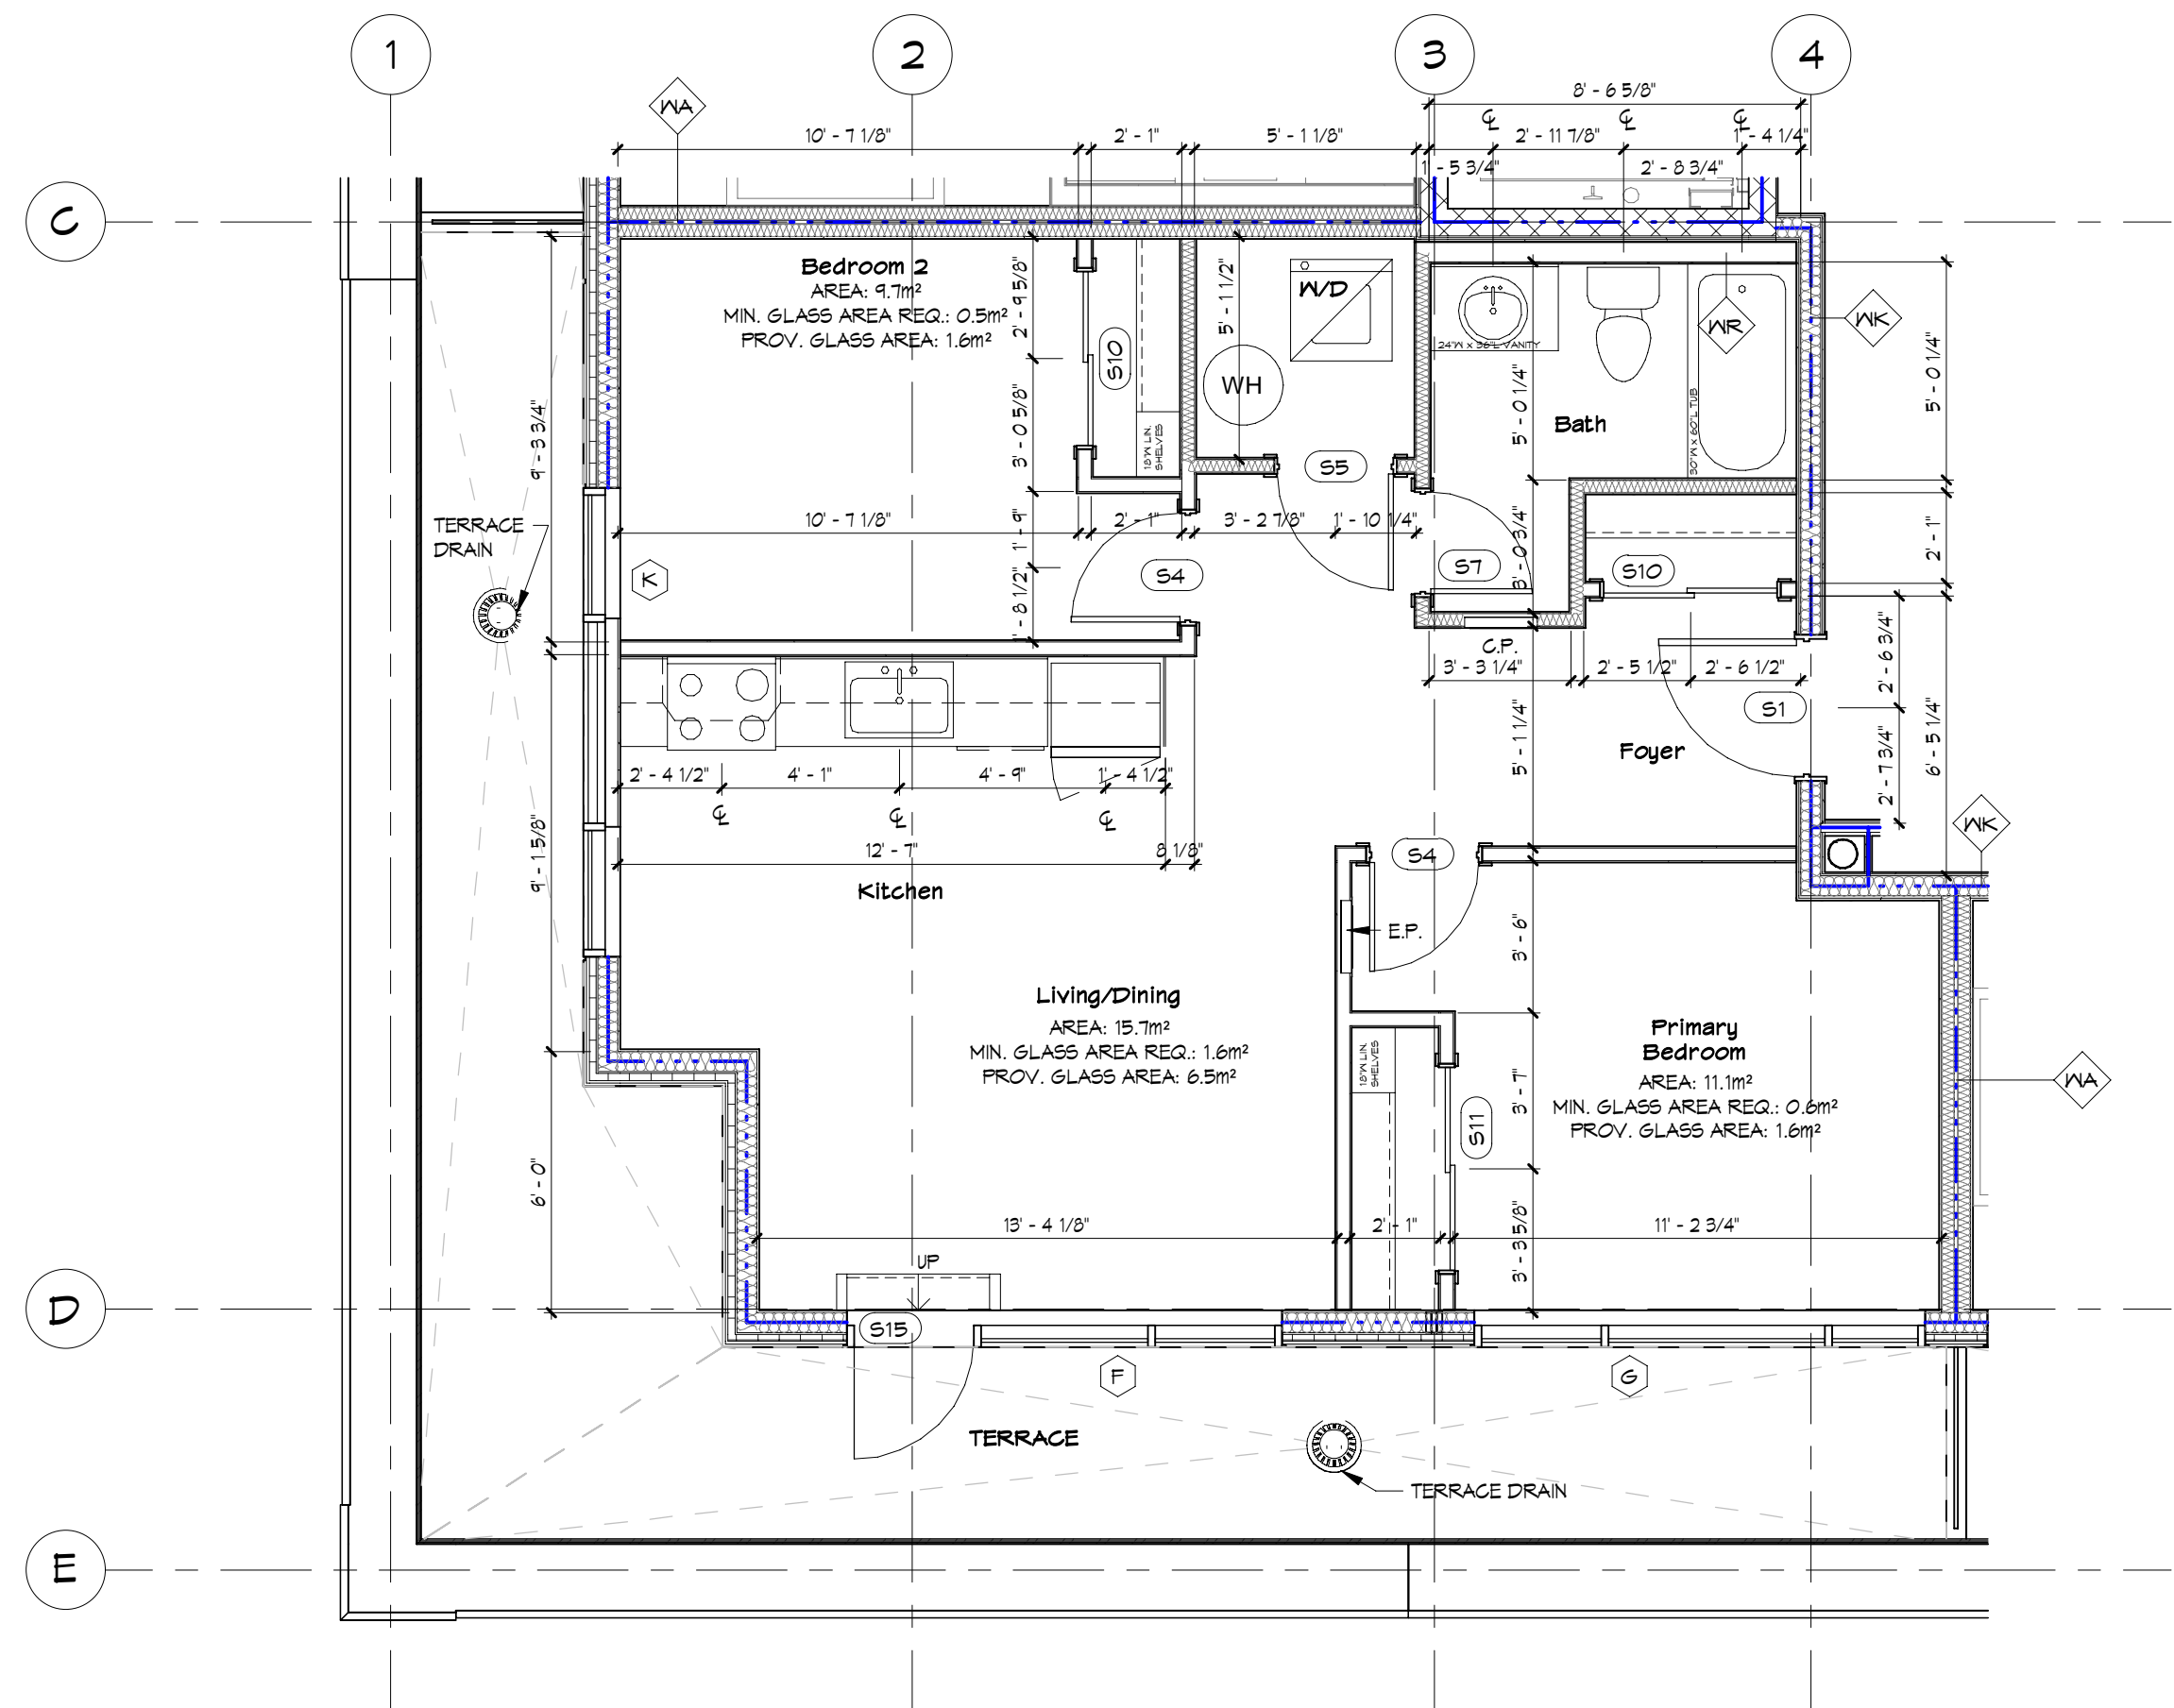 1
2
3
4
8' - 6 5/8"
WA
10' - 7 1/8"
2' - 1"
5' - 1 1/8"
2' - 11 7/8"
1' - 4 1/4"
1' - 5 3/4"
2' - 8 3/4"
C
Bedroom 2
AREA: 9.7m²
MIN. GLASS AREA REQ.: 0.5m²
PROV. GLASS AREA: 1.6m²
2' - 9 5/8"
S10
5' - 1 1/2"
W/D
WH
24"W x 36"L VANITY
WR
WK
9' - 3 3/4"
3' - 0 5/8"
18"W LIN.
SHELVES
5' - 0 1/4"
Bath
30"W x 60"L TUB
5' - 0 1/4"
S5
TERRACE
DRAIN
10' - 7 1/8"
2' - 1"
3' - 2 7/8"
1' - 10 1/4"
1' - 9"
3' - 0 3/4"
2' - 1"
K
S4
S7
S10
1' - 8 1/2"
C.P.
3' - 3 1/4"
2' - 5 1/2"
2' - 6 1/2"
2' - 6 3/4"
S1
5' - 1 1/4"
Foyer
6' - 5 1/4"
2' - 7 3/4"
2' - 4 1/2"
4' - 1"
4' - 9"
1' - 4 1/2"
9' - 1 5/8"
12' - 7"
8 1/8"
S4
WK
Kitchen
E.P.
3' - 6"
Living/Dining
AREA: 15.7m²
MIN. GLASS AREA REQ.: 1.6m²
PROV. GLASS AREA: 6.5m²
18"W LIN.
SHELVES
3' - 7"
S11
Primary
Bedroom
AREA: 11.1m²
MIN. GLASS AREA REQ.: 0.6m²
PROV. GLASS AREA: 1.6m²
WA
6' - 0"
13' - 4 1/8"
2' - 1"
3' - 3 5/8"
11' - 2 3/4"
UP
D
S15
F
G
TERRACE
TERRACE DRAIN
E